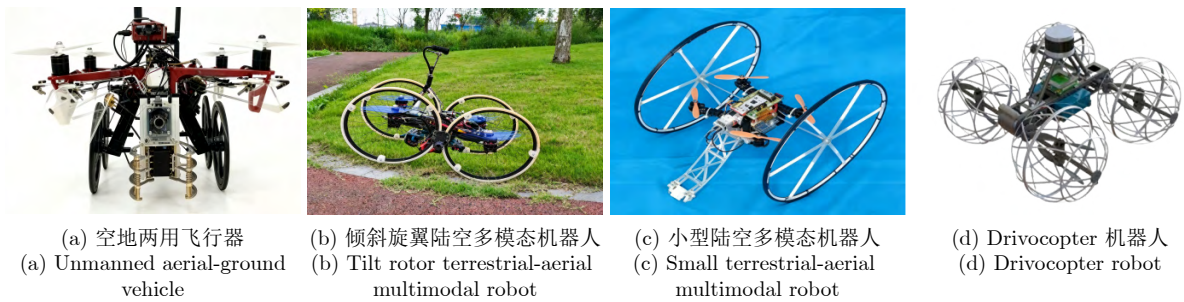 (a) 空地两用飞行器
(a) Unmanned aerial-ground
vehicle
(b) 倾斜旋翼陆空多模态机器人
(b) Tilt rotor terrestrial-aerial
multimodal robot
(c) 小型陆空多模态机器人
(c) Small terrestrial-aerial
multimodal robot
(d) Drivocopter 机器人
(d) Drivocopter robot